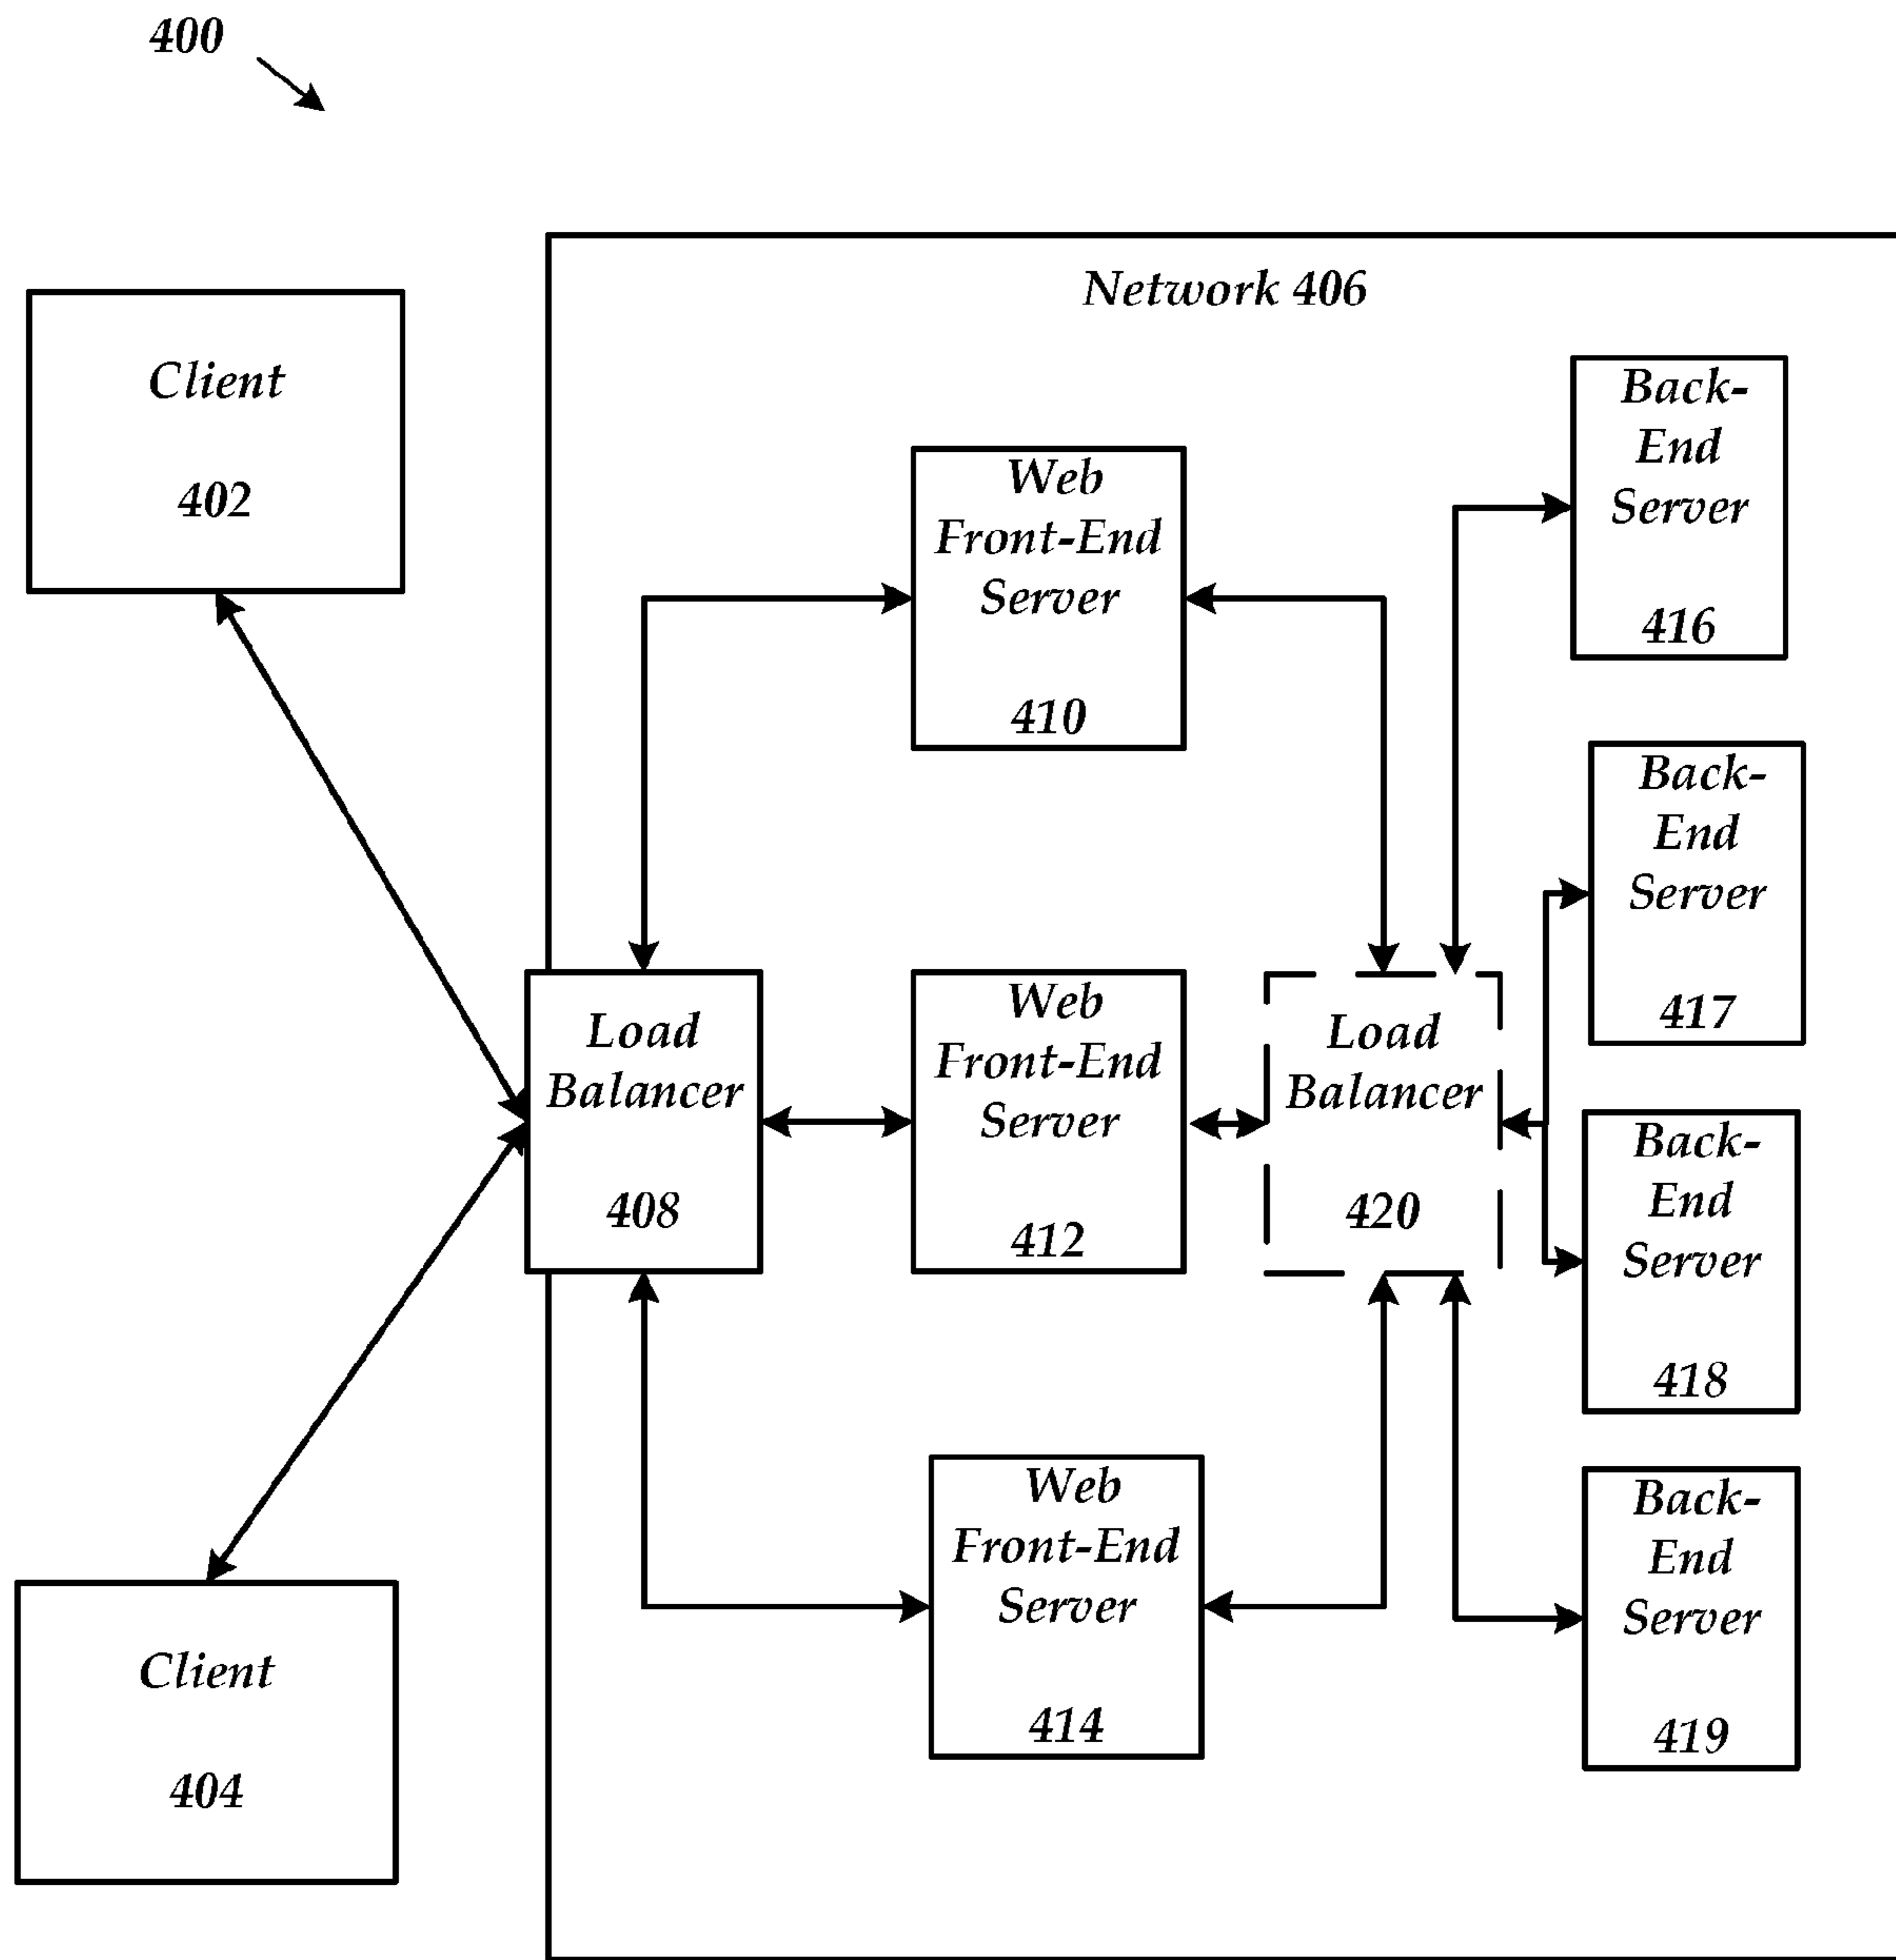 400
Network 406
Client
402
Web
Front-End
Server
410
Back-
End
Server
416
Back-
End
Server
417
Load
Balancer
408
Web
Front-End
Server
412
Load
Balancer
420
Back-
End
Server
418
Web
Front-End
Server
414
Back-
End
Server
419
Client
404